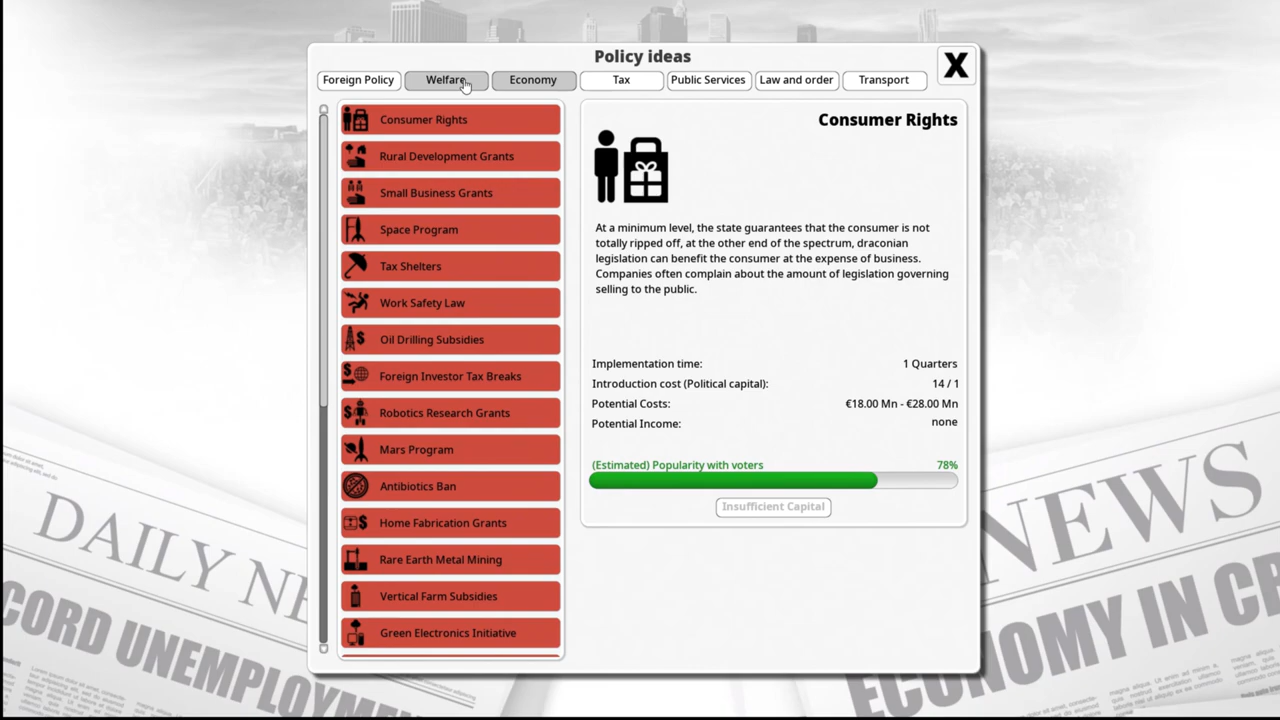 Policy ideas
X
Foreign Policy
Welfare
Economy
Tax
Public Services
Law and order
Transport
Consumer Rights
Rural Development Grants
Small Business Grants
Space Program
Tax Shelters
Work Safety Law
Oil Drilling Subsidies
Foreign Investor Tax Breaks
Robotics Research Grants
Mars Program
Antibiotics Ban
Home Fabrication Grants
Rare Earth Metal Mining
Vertical Farm Subsidies
Green Electronics Initiative
Consumer Rights
At a minimum level, the state guarantees that the consumer is not
totally ripped off, at the other end of the spectrum, draconian
legislation can benefit the consumer at the expense of business.
Companies often complain about the amount of legislation governing
selling to the public.
Implementation time: 1 Quarters
Introduction cost (Political capital): 14 / 1
Potential Costs: €18.00 Mn - €28.00 Mn
Potential Income: none
(Estimated) Popularity with voters 78%
Insufficient Capital
DAILY NE
CORD UNEMPLOYM
NEWS
ECONOMY IN CR